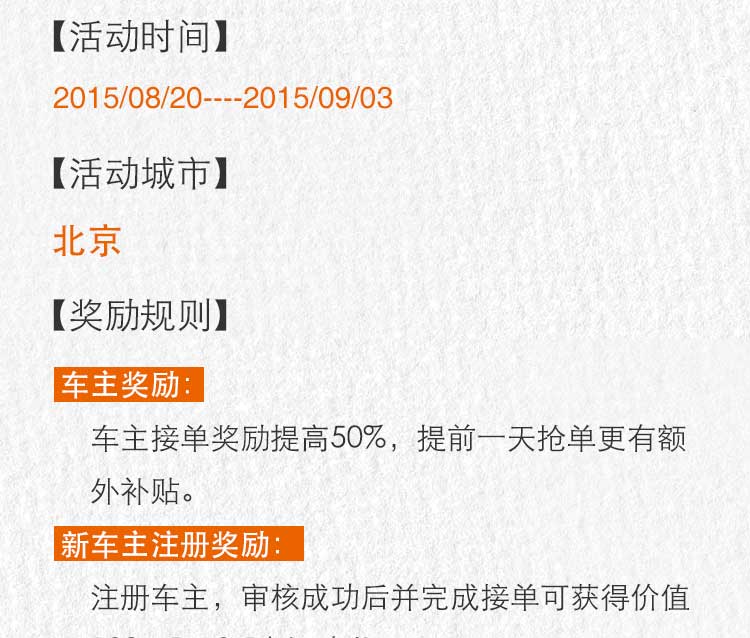 【活动时间】
2015/08/20----2015/09/03
【活动城市】
北京
【奖励规则】
车主奖励:
车主接单奖励提高50%，提前一天抢单更有额
外补贴。
新车主注册奖励:
注册车主，审核成功后并完成接单可获得价值